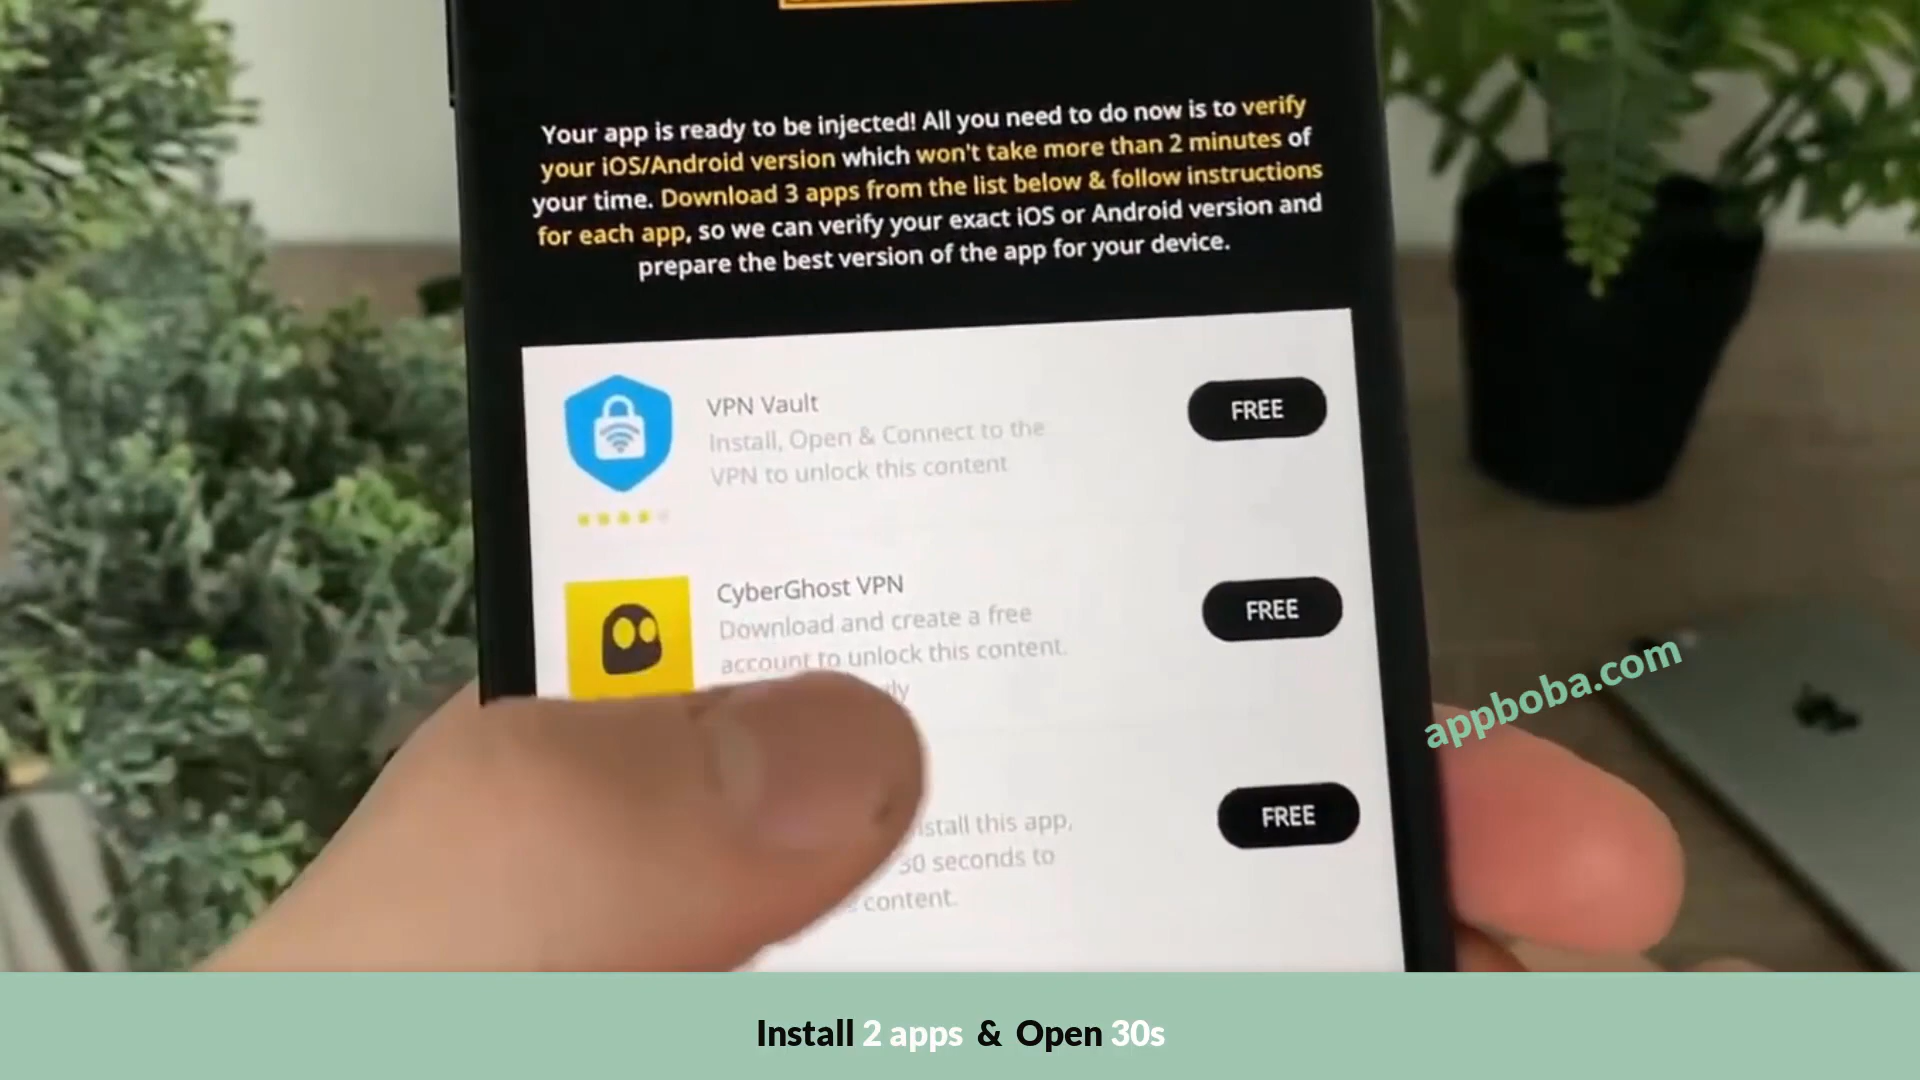 Your app is ready to be injected! All you need to do now is to verify
your iOS/Android version which won't take more than 2 minutes of
your time. Download 3 apps from the list below & follow instructions
for each app, so we can verify your exact iOS or Android version and
prepare the best version of the app for your device.
VPN Vault
Install, Open & Connect to the
VPN to unlock this content
FREE
CyberGhost VPN
Download and create a free
account to unlock this content.
FREE
this app,
30 seconds to
content.
FREE
appboba.com
Install 2 apps & Open 30s